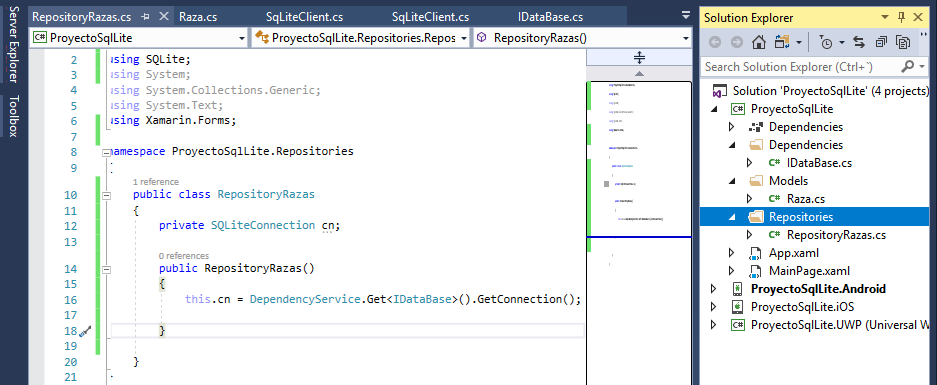 Server Explorer
Toolbox
RepositoryRazas.cs
Raza.cs
SqLiteClient.cs
SqLiteClient.cs
IDataBase.cs
ProyectoSqlLite
ProyectoSqlLite.Repositories.Repos
RepositoryRazas()
2 using SQLite;
3 using System;
4 using System.Collections.Generic;
5 using System.Text;
6 using Xamarin.Forms;
7
8 namespace ProyectoSqlLite.Repositories
9 {
1 reference
10 public class RepositoryRazas
11 {
12 private SQLiteConnection cn;
13
0 references
14 public RepositoryRazas()
15 {
16 this.cn = DependencyService.Get<IDataBase>().GetConnection();
17
18 }
19
20 }
21 }
Solution Explorer
Search Solution Explorer (Ctrl+¨)
Solution 'ProyectoSqlLite' (4 projects)
C# ProyectoSqlLite
Dependencies
Dependencies
C# IDataBase.cs
Models
C# Raza.cs
Repositories
C# RepositoryRazas.cs
App.xaml
MainPage.xaml
ProyectoSqlLite.Android
ProyectoSqlLite.iOS
C# ProyectoSqlLite.UWP (Universal W